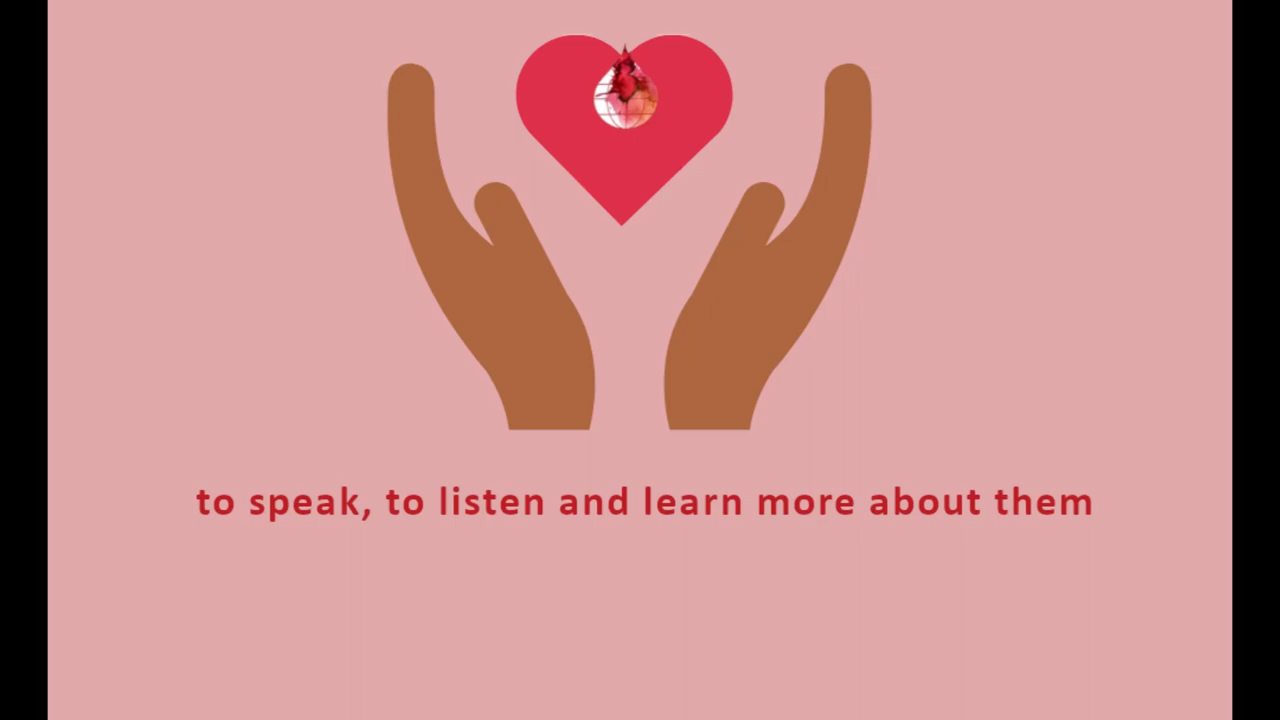 to speak, to listen and learn more about them